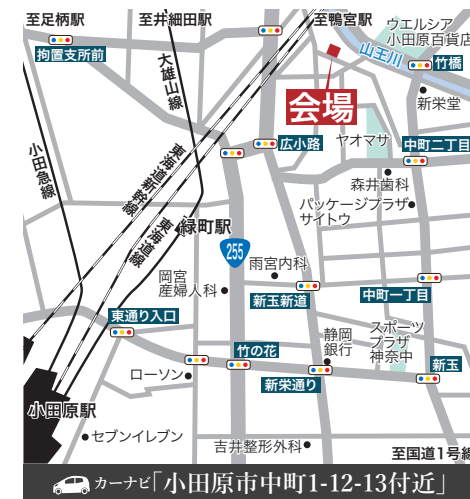 至足柄駅
至井細田駅
至鴨宮駅
ウエルシア
小田原百貨店
拘置支所前
大雄山線
山王川
竹橋
会場
新栄堂
広小路
ヤオマサ
中町二丁目
小田急線
東海道新幹線
森井歯科
パッケージプラザ
サイトウ
東海道線
緑町駅
255
雨宮内科
岡宮
産婦人科
新玉新道
中町一丁目
東通り入口
竹の花
静岡
銀行
スポーツ
プラザ
神奈中
ローソン
新栄通り
新玉
小田原駅
セブンイレブン
吉井整形外科
至国道1号線
カーナビ「小田原市中町1-12-13付近」